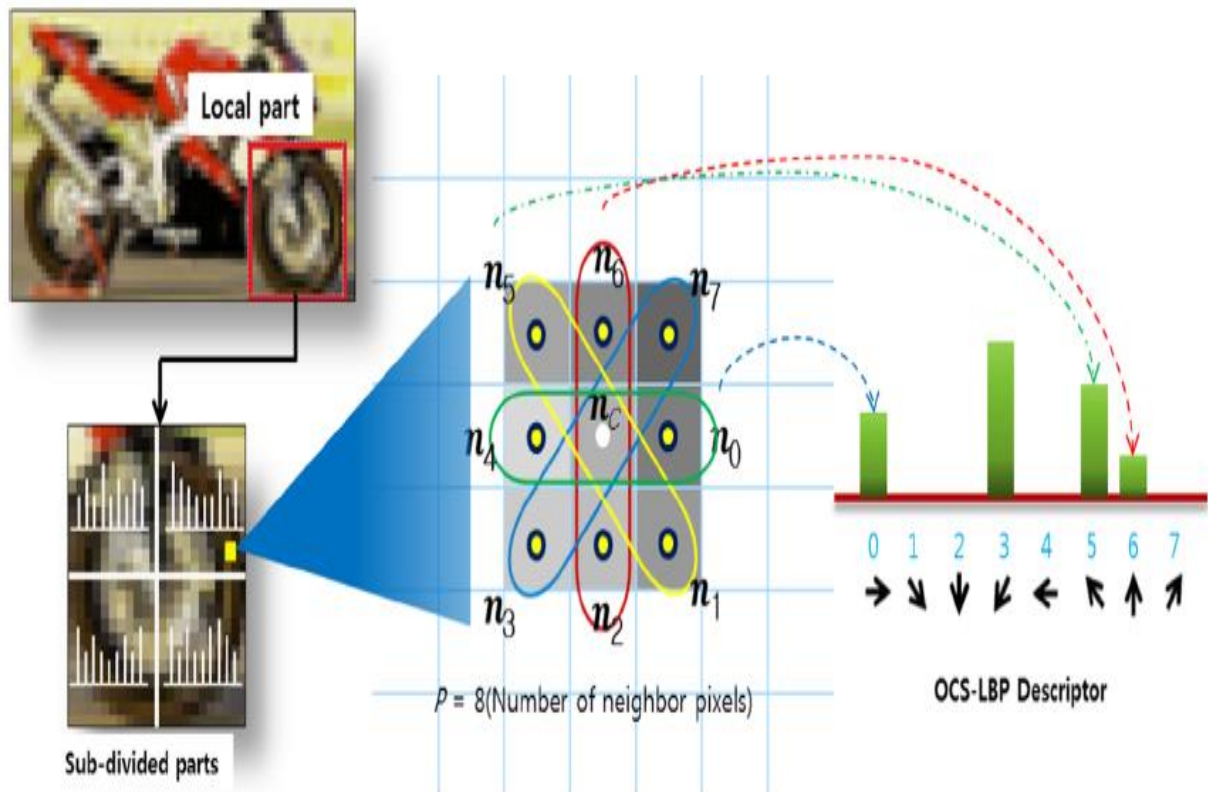 Local part
n6
n5
n7
nC
n4
n0
n3
n2
n1
0 1 2 3 4 5 6 7
P = 8(Number of neighbor pixels)
OCS-LBP Descriptor
Sub-divided parts